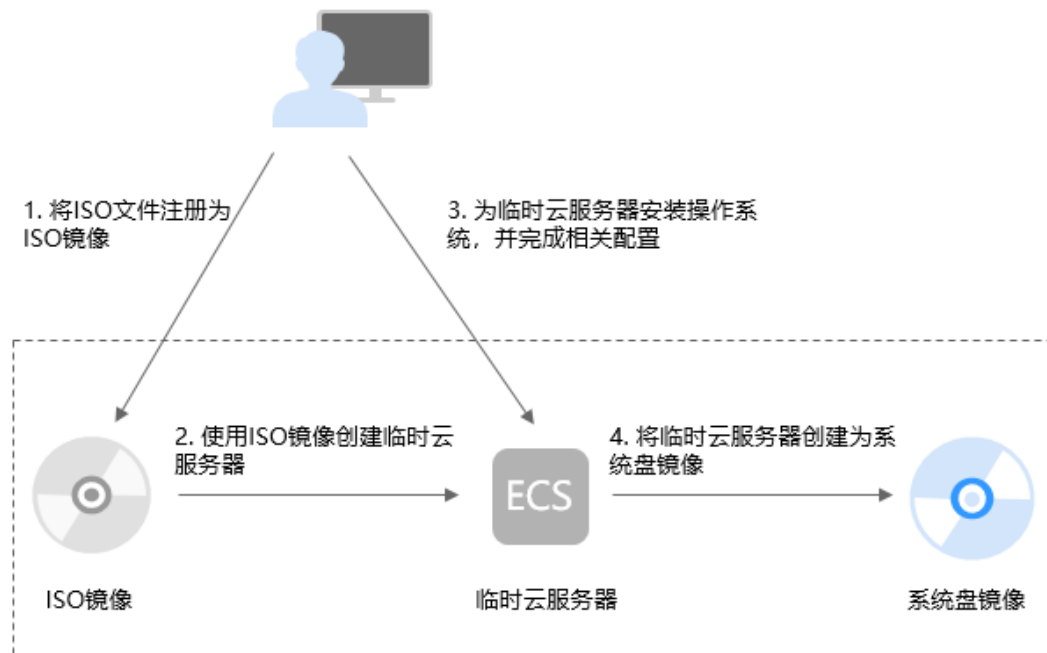 1. 将ISO文件注册为
ISO镜像
3. 为临时云服务器安装操作系
统，并完成相关配置
2. 使用ISO镜像创建临时云
服务器
4. 将临时云服务器创建为系
统盘镜像
ECS
ISO镜像
临时云服务器
系统盘镜像